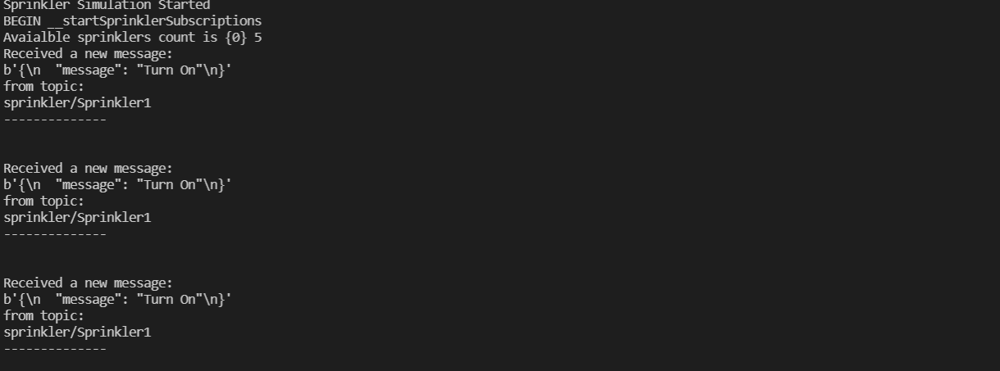 Sprinkler Simulation Started
BEGIN __startSprinklerSubscriptions
Avaialble sprinklers count is {0} 5
Received a new message:
b'{\n  "message": "Turn On"\n}'
from topic:
sprinkler/Sprinkler1
--------------
Received a new message:
b'{\n  "message": "Turn On"\n}'
from topic:
sprinkler/Sprinkler1
--------------
Received a new message:
b'{\n  "message": "Turn On"\n}'
from topic:
sprinkler/Sprinkler1
--------------